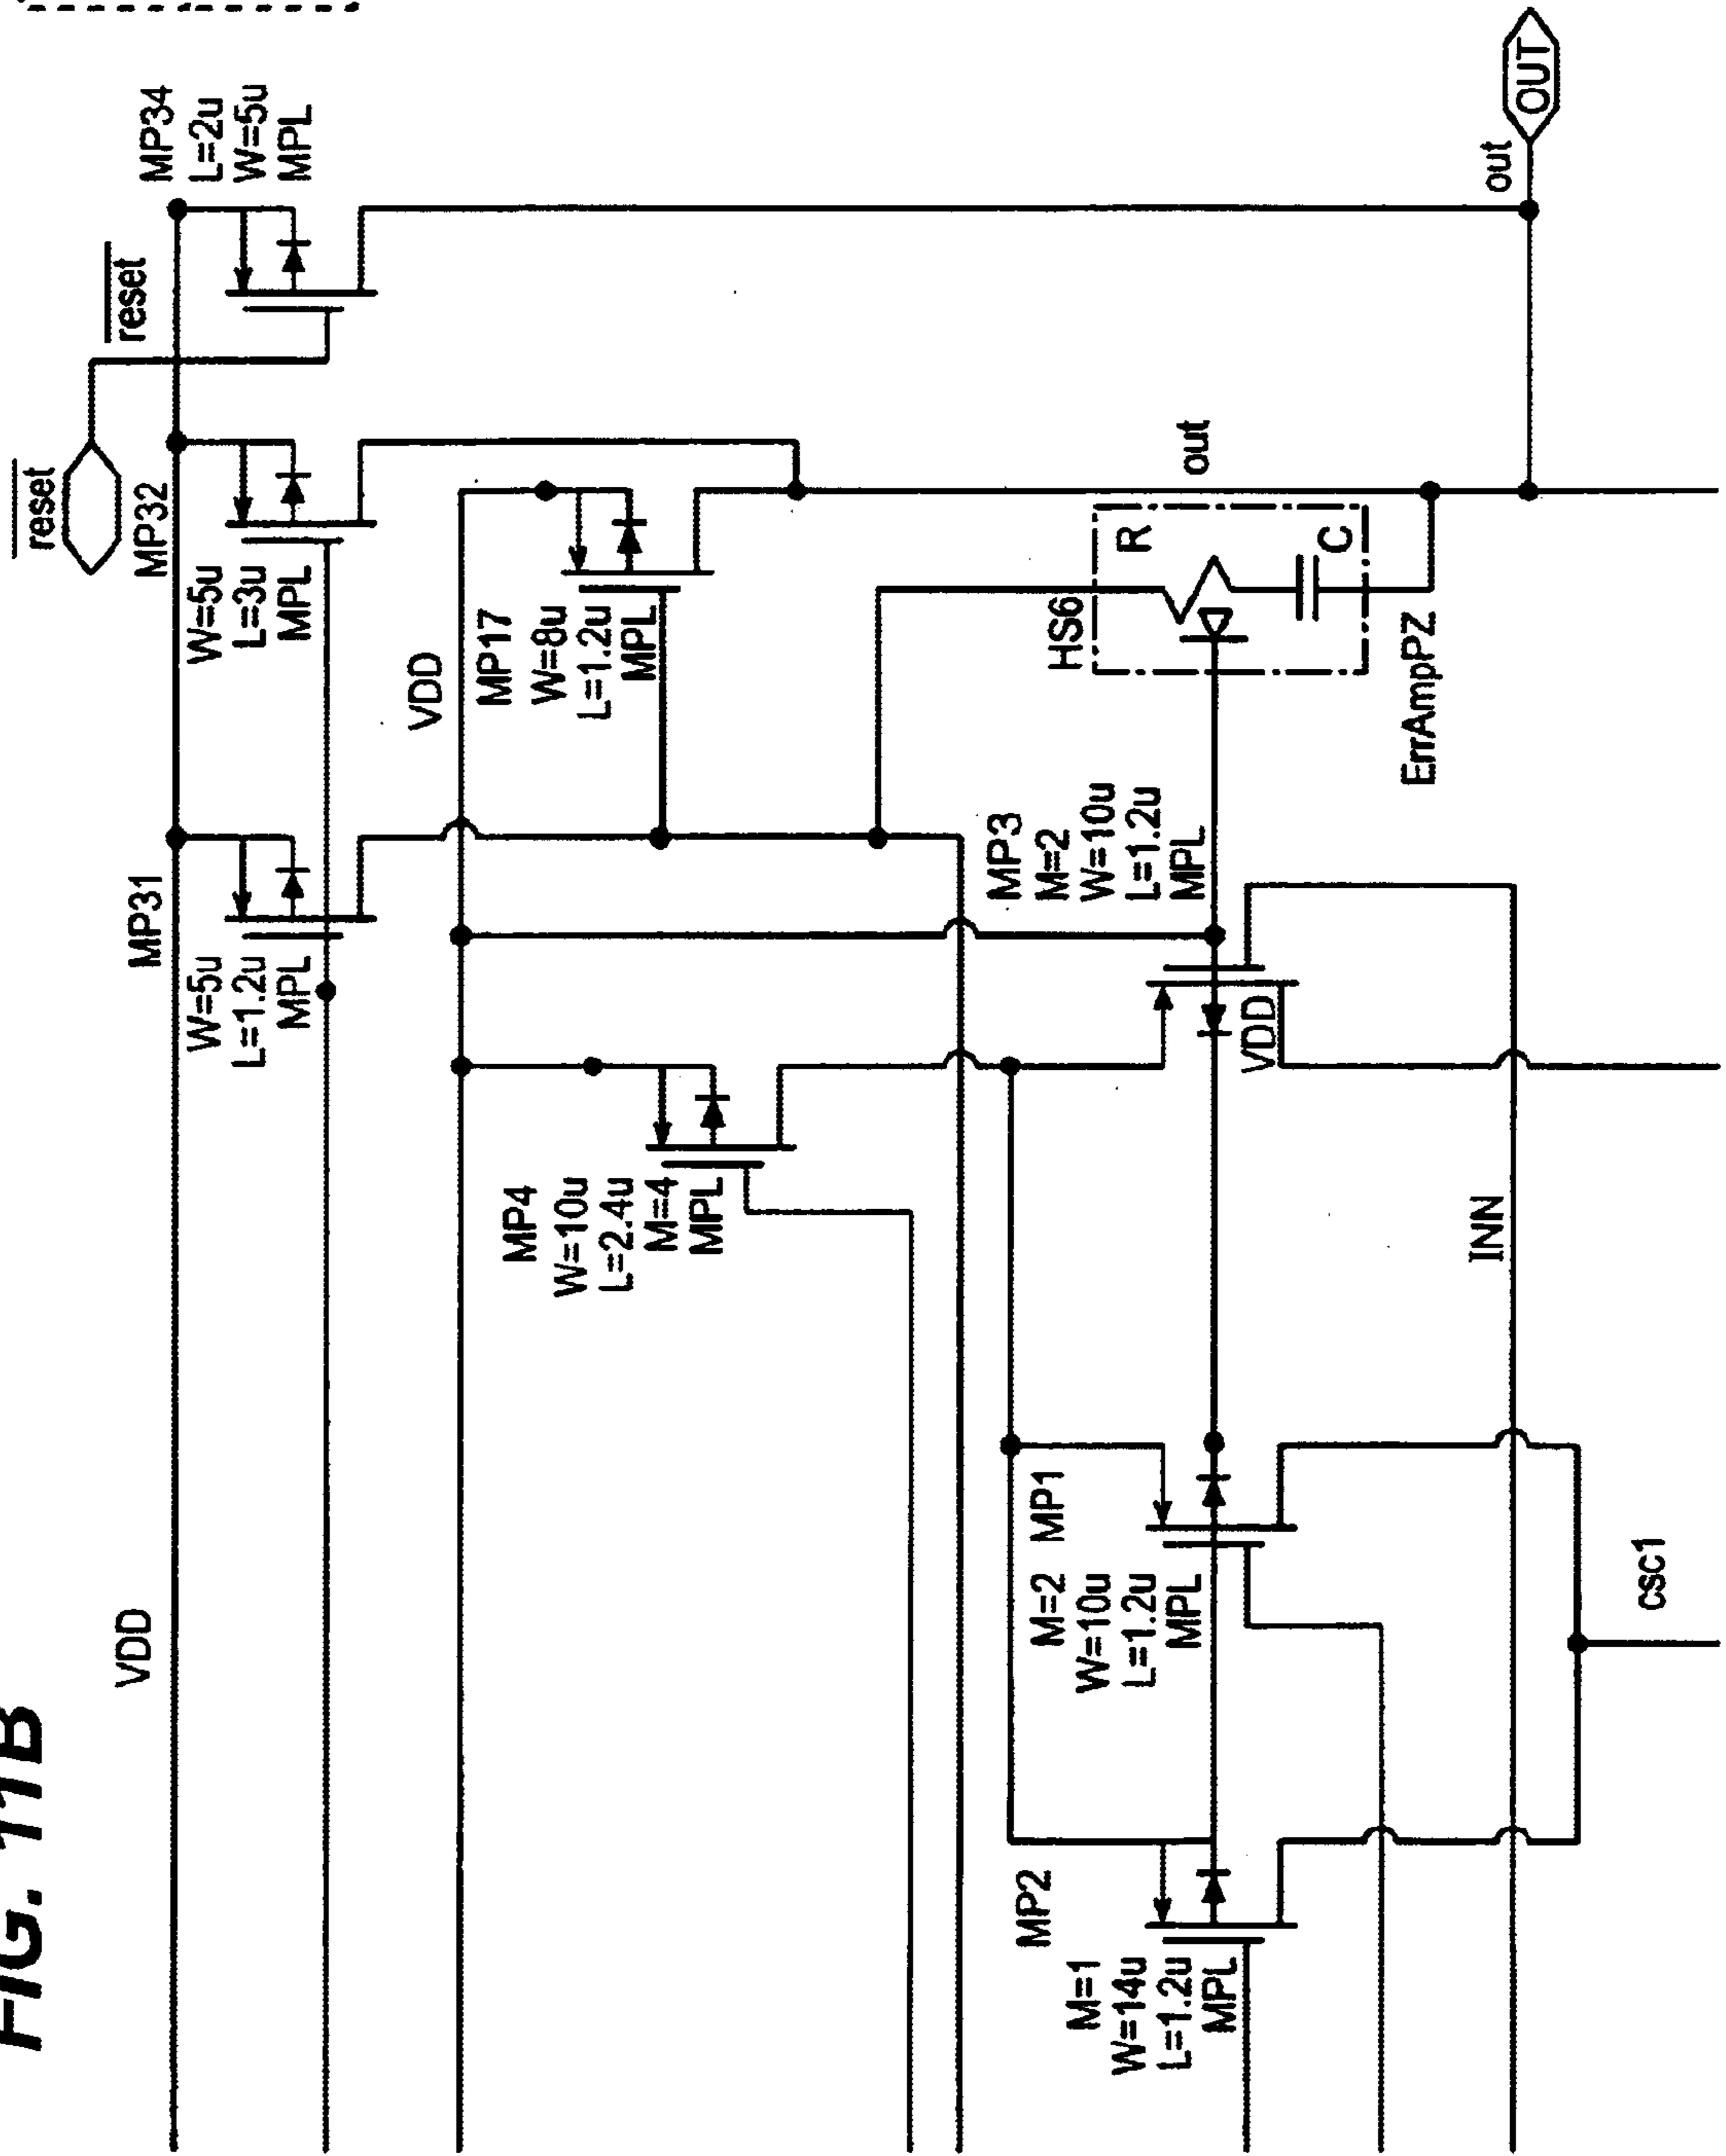 FIG. 11B
VDD
reset
reset
MP34
L=2u
W=5u
MPL
MP32
W=5u
L=3u
MPL
MP31
W=5u
L=1.2u
MPL
VDD
MP17
W=8u
L=1.2u
MPL
MP4
W=10u
L=2.4u
M=4
MPL
HS6
R
C
out
ErrAmpPZ
out
OUT
MP3
M=2
W=10u
L=1.2u
MPL
VDD
MP1
M=2
W=10u
L=1.2u
MPL
MP2
M=1
W=14u
L=1.2u
MPL
INN
csc1